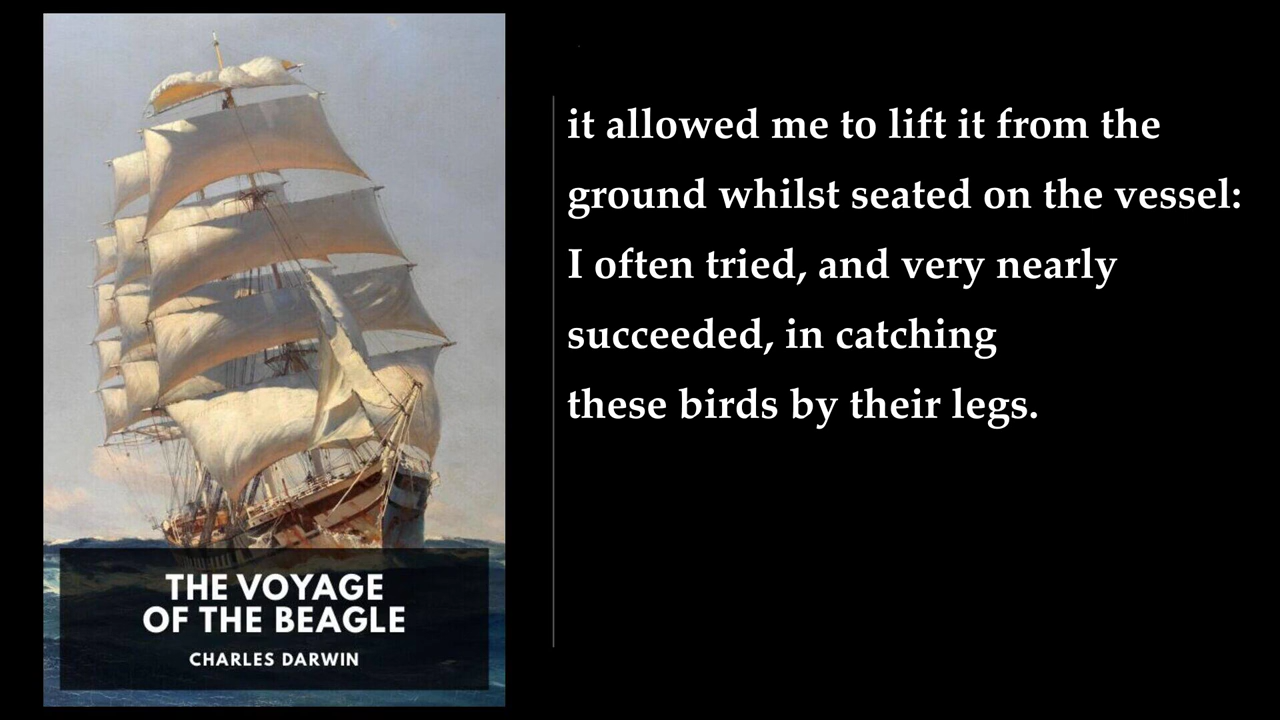 THE VOYAGE
OF THE BEAGLE
CHARLES DARWIN
it allowed me to lift it from the
ground whilst seated on the vessel:
I often tried, and very nearly
succeeded, in catching
these birds by their legs.